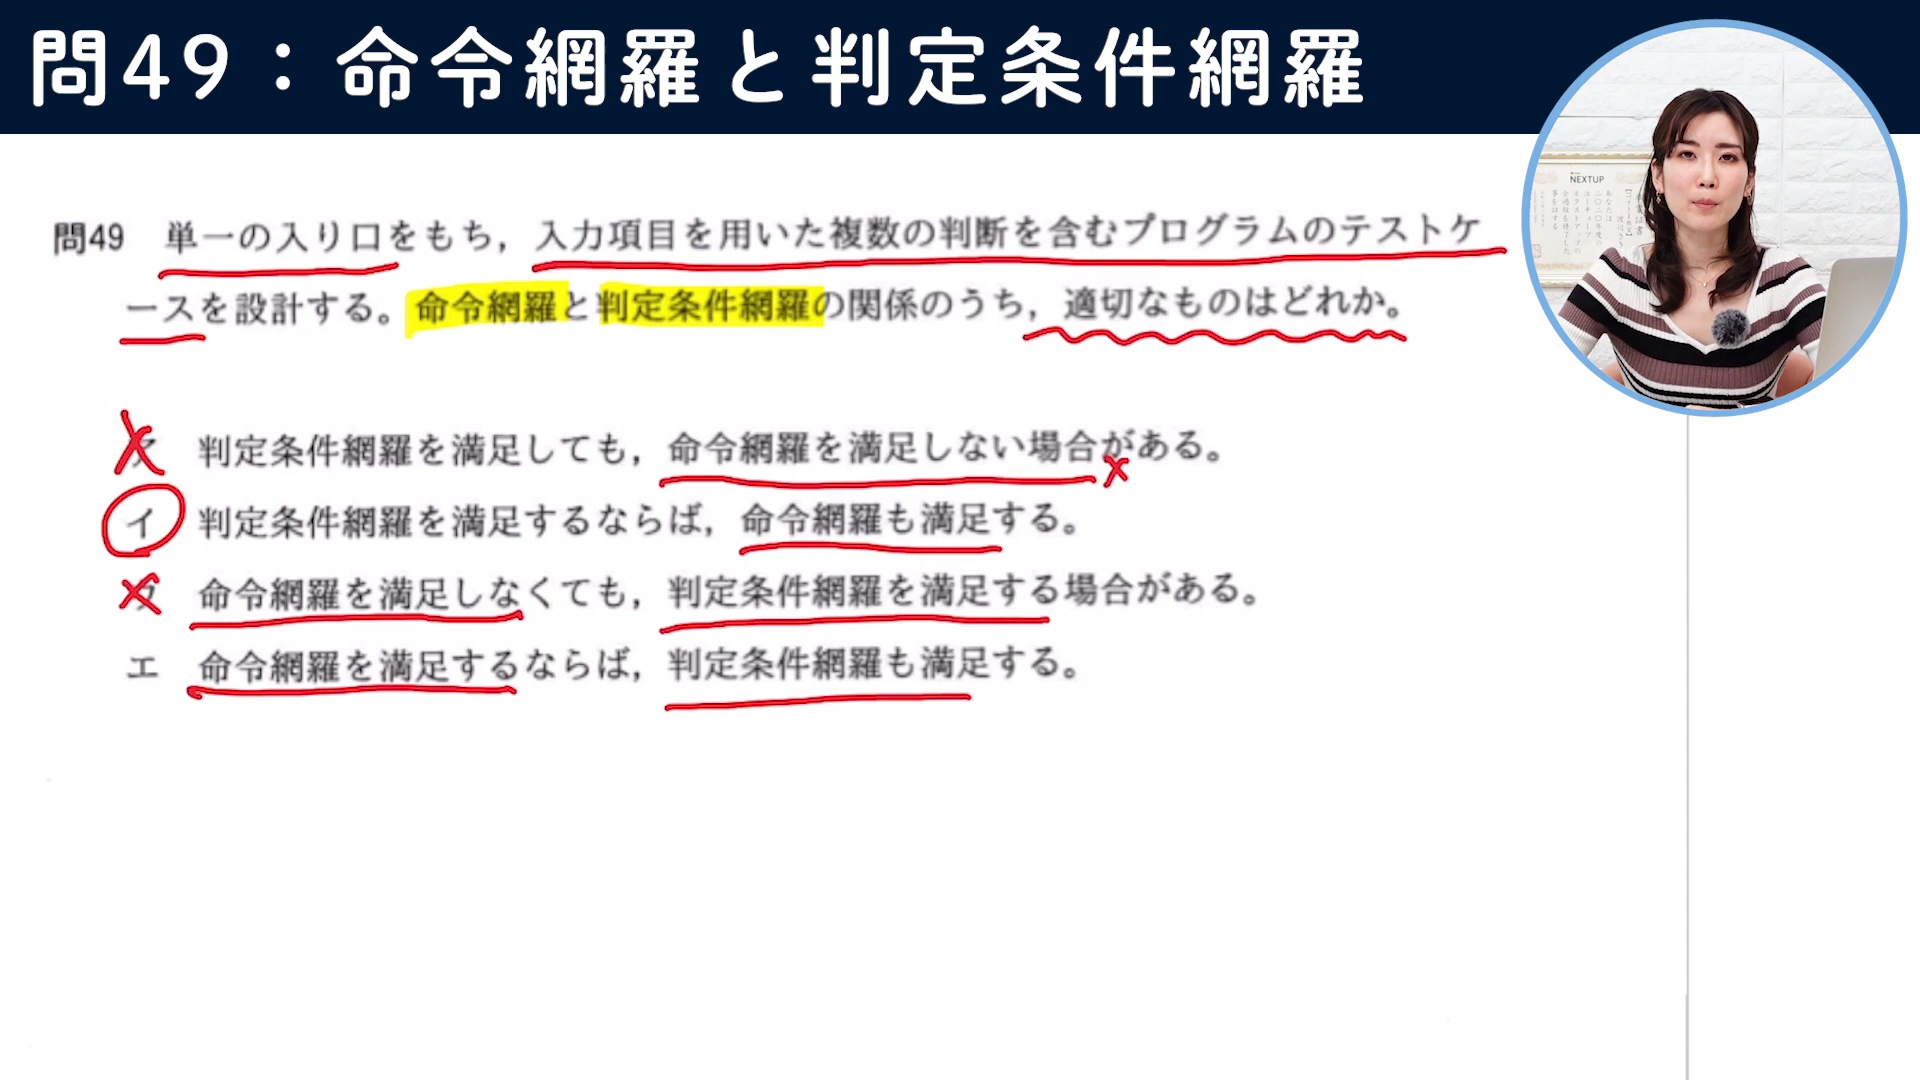 問49：命令網羅と判定条件網羅
NEXTUP
問49 単一の入り口をもち，入力項目を用いた複数の判断を含むプログラムのテストケ
ースを設計する。命令網羅と判定条件網羅の関係のうち，適切なものはどれか。
ア 判定条件網羅を満足しても，命令網羅を満足しない場合がある。
イ 判定条件網羅を満足するならば，命令網羅も満足する。
ウ 命令網羅を満足しなくても，判定条件網羅を満足する場合がある。
エ 命令網羅を満足するならば，判定条件網羅も満足する。